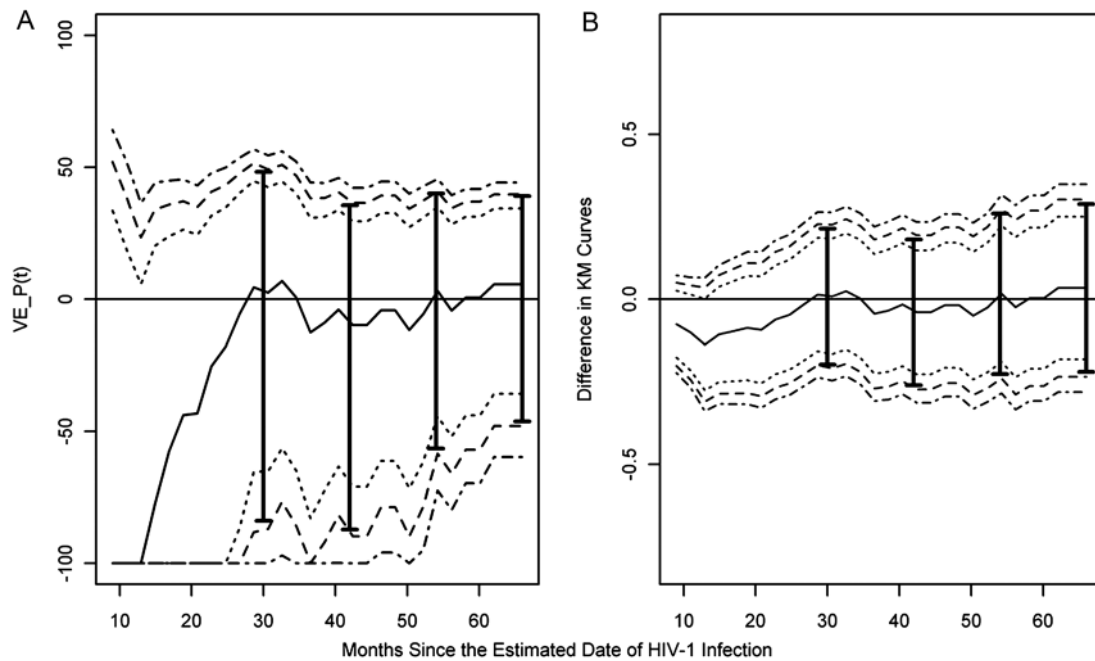 A
B
VE_P(t)
100
50
0
-50
-100
10 20 30 40 50 60
Difference in KM Curves
0.5
0.0
-0.5
10 20 30 40 50 60
Months Since the Estimated Date of HIV-1 Infection